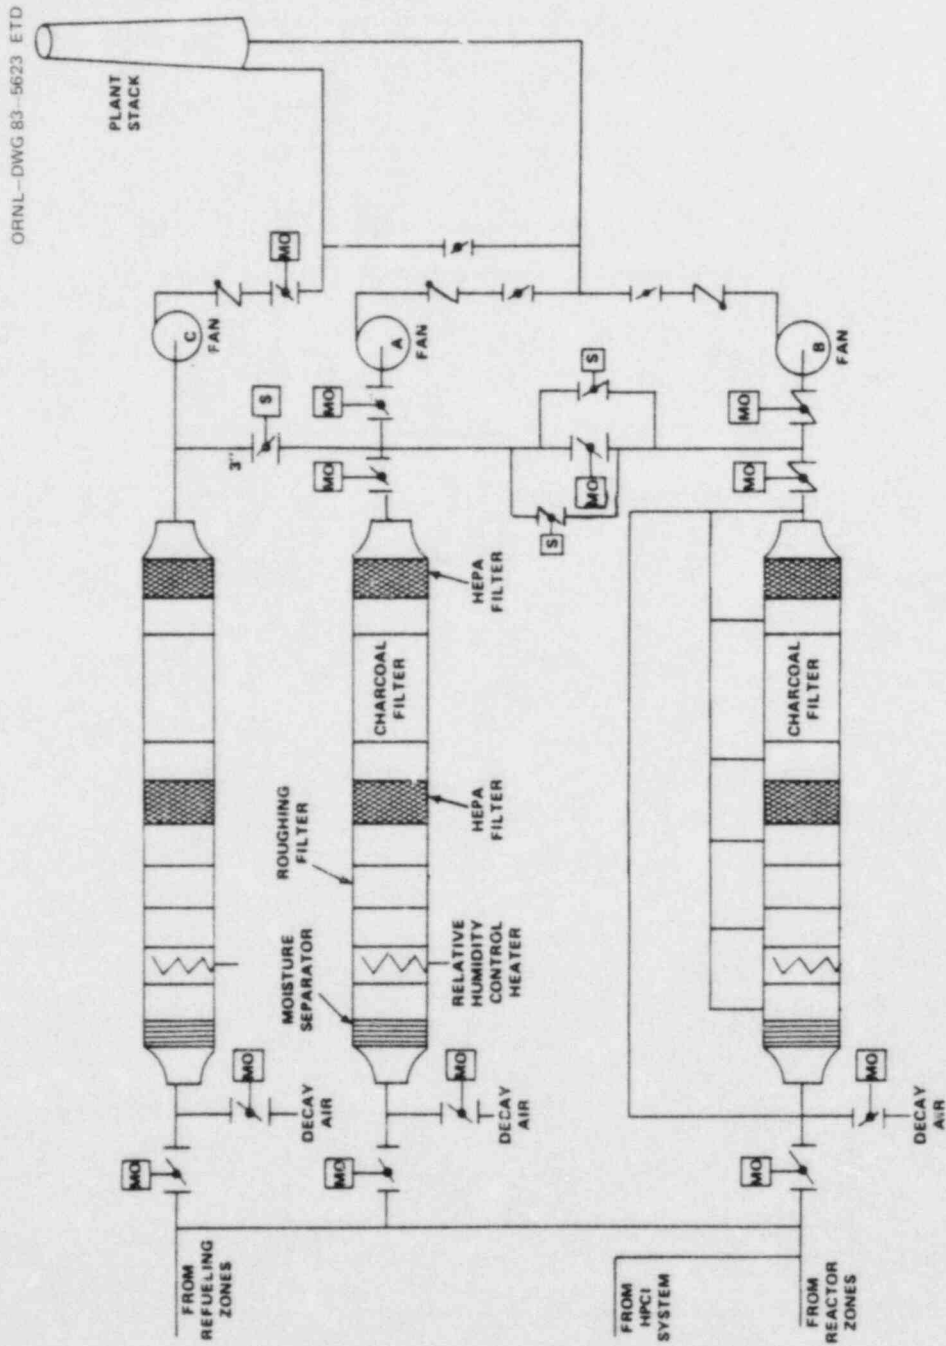 ORNL-DWG 83-5623 ETD
PLANT
STACK
C
FAN
MO
S
3"
A
FAN
MO
MO
S
MO
S
B
FAN
MO
MO
HEPA
FILTER
CHARCOAL
FILTER
HEPA
FILTER
ROUGHING
FILTER
MOISTURE
SEPARATOR
RELATIVE
HUMIDITY
CONTROL
HEATER
CHARCOAL
FILTER
MO
DECAY
AIR
MO
DECAY
AIR
MO
DECAY
AIR
MO
MO
MO
FROM
REFUELING
ZONES
FROM
HPCI
SYSTEM
FROM
REACTOR
ZONES